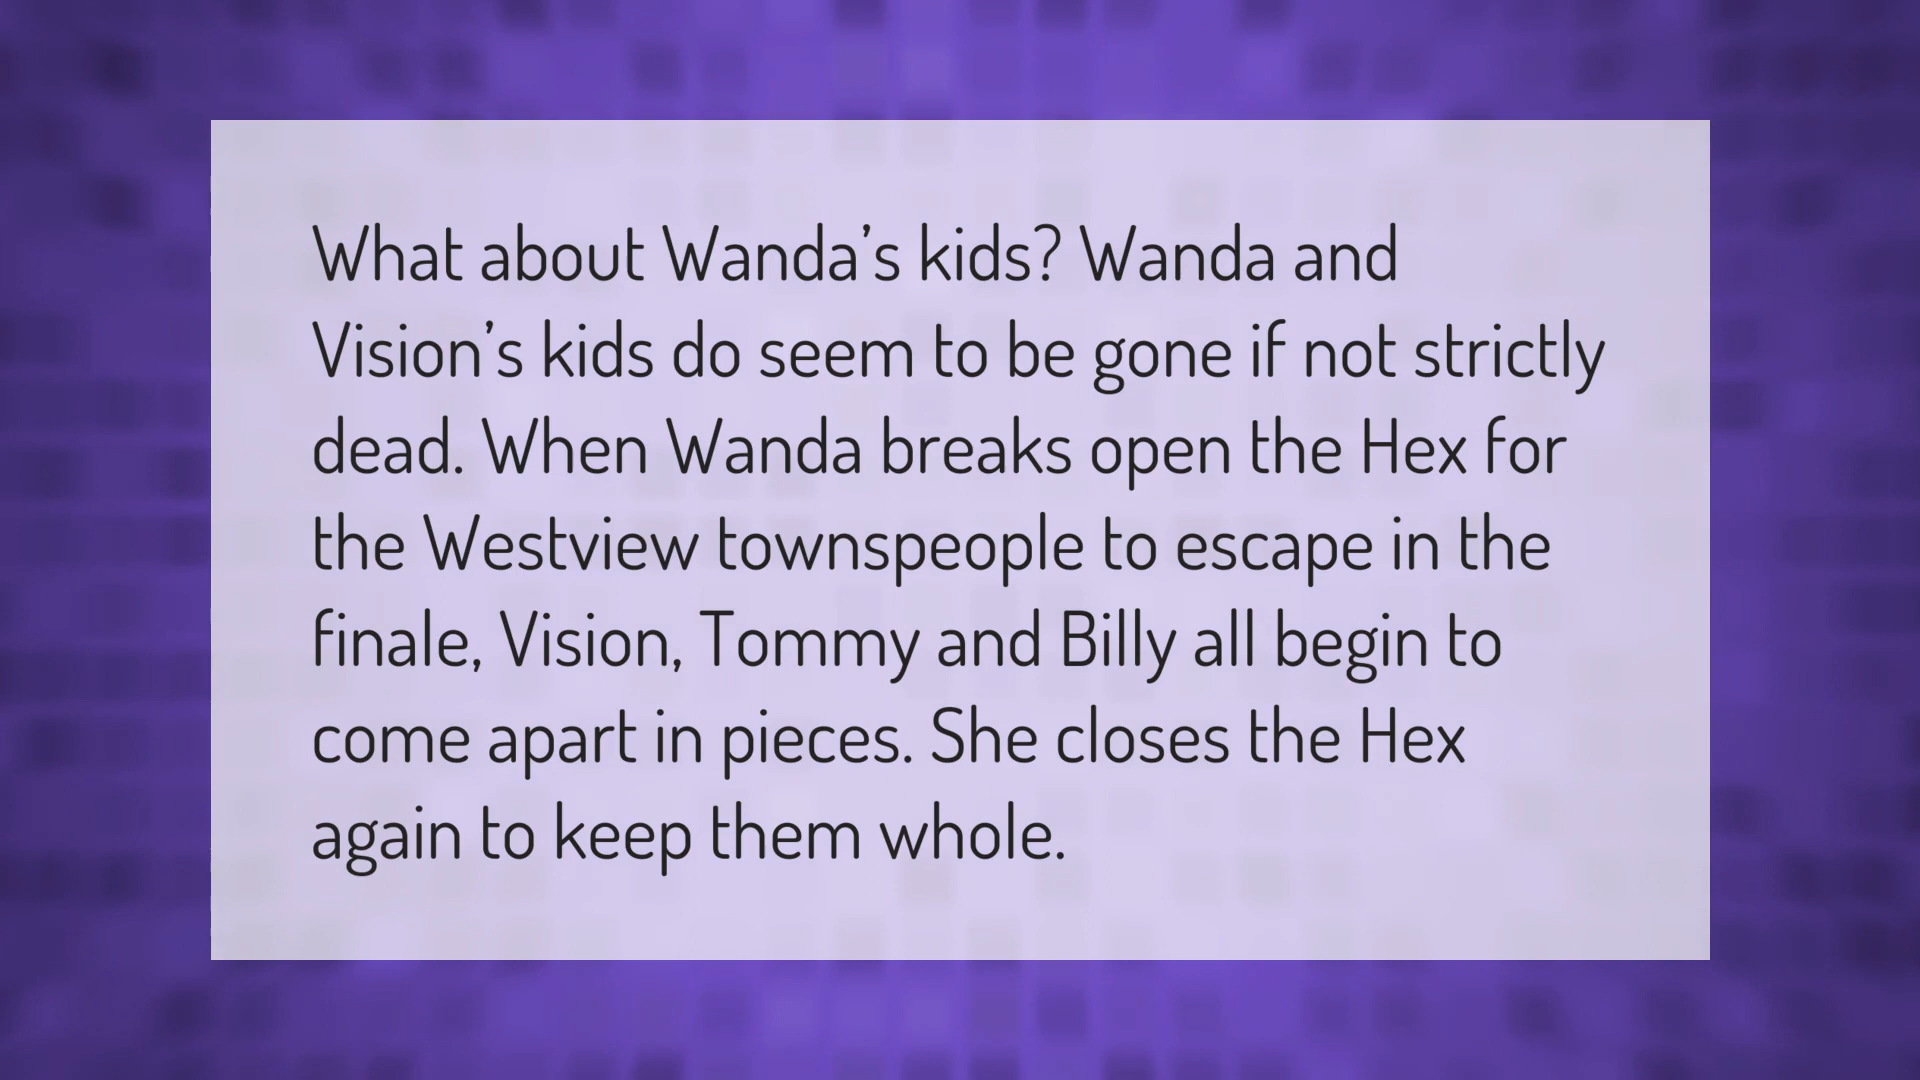 What about Wanda’s kids? Wanda and
Vision’s kids do seem to be gone if not strictly
dead. When Wanda breaks open the Hex for
the Westview townspeople to escape in the
finale, Vision, Tommy and Billy all begin to
come apart in pieces. She closes the Hex
again to keep them whole.